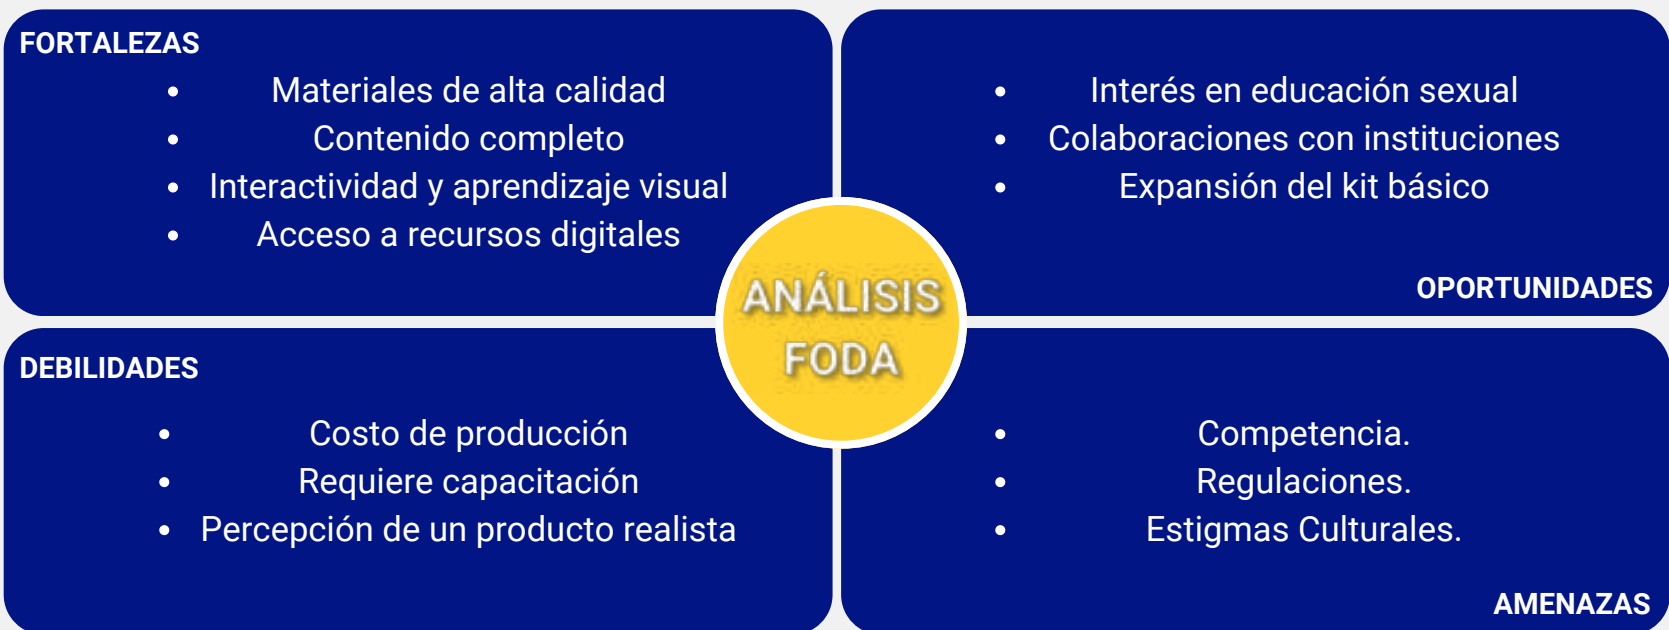 FORTALEZAS
• Materiales de alta calidad
• Contenido completo
• Interactividad y aprendizaje visual
• Acceso a recursos digitales
• Interés en educación sexual
• Colaboraciones con instituciones
• Expansión del kit básico
OPORTUNIDADES
ANÁLISIS
FODA
DEBILIDADES
• Costo de producción
• Requiere capacitación
• Percepción de un producto realista
• Competencia.
• Regulaciones.
• Estigmas Culturales.
AMENAZAS